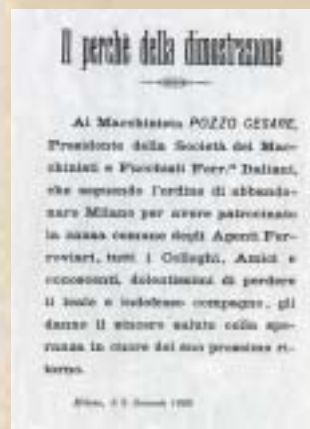 Il perchè della dimostrazione
Al Macchinista POZZO CESARE,
Presidente della Società dei Mac-
chinisti e Fuochisti Ferr.ⁱ Italiani,
che seguendo l'ordine di abbando-
nare Milano per avere patrocinato
la causa comune degli Agenti Fer-
roviari, tutti i Colleghi, Amici e
conoscenti, dolentissimi di perdere
il leale e indefesso compagno, gli
danno il sincero saluto colla spe-
ranza in cuore del suo prossimo ri-
torno.
Milano,